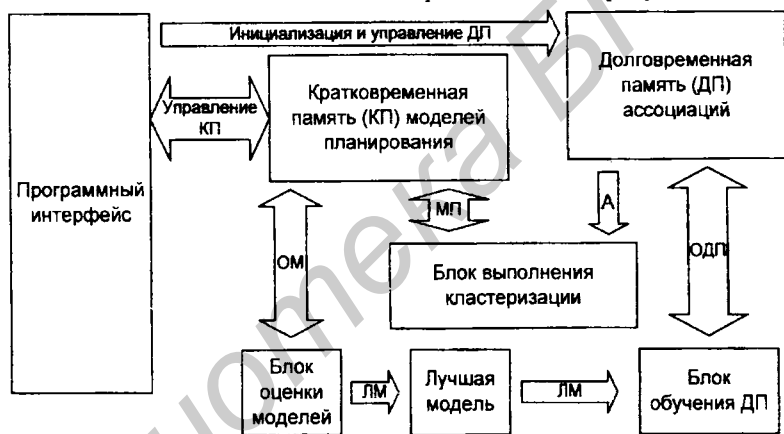 Инициализация и управление ДП
Долговременная
память (ДП)
ассоциаций
Кратковременная
память (КП) моделей
планирования
Управление
КП
Программный
интерфейс
МП
А
ОМ
ОДП
Блок выполнения
кластеризации
Блок
оценки
моделей
ЛМ
Лучшая
модель
ЛМ
Блок
обучения ДП